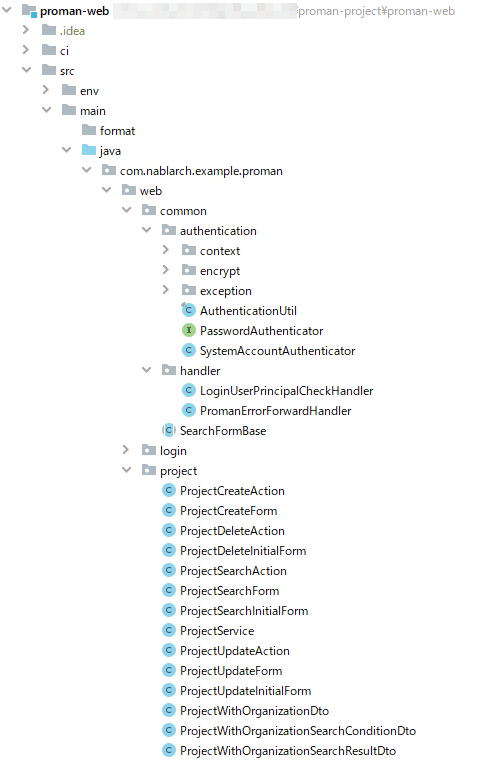 proman-web ¥proman-project¥proman-web
.idea
ci
src
env
main
format
java
com.nablarch.example.proman
web
common
authentication
context
encrypt
exception
AuthenticationUtil
PasswordAuthenticator
SystemAccountAuthenticator
handler
LoginUserPrincipalCheckHandler
PromanErrorForwardHandler
SearchFormBase
login
project
ProjectCreateAction
ProjectCreateForm
ProjectDeleteAction
ProjectDeleteInitialForm
ProjectSearchAction
ProjectSearchForm
ProjectSearchInitialForm
ProjectService
ProjectUpdateAction
ProjectUpdateForm
ProjectUpdateInitialForm
ProjectWithOrganizationDto
ProjectWithOrganizationSearchConditionDto
ProjectWithOrganizationSearchResultDto